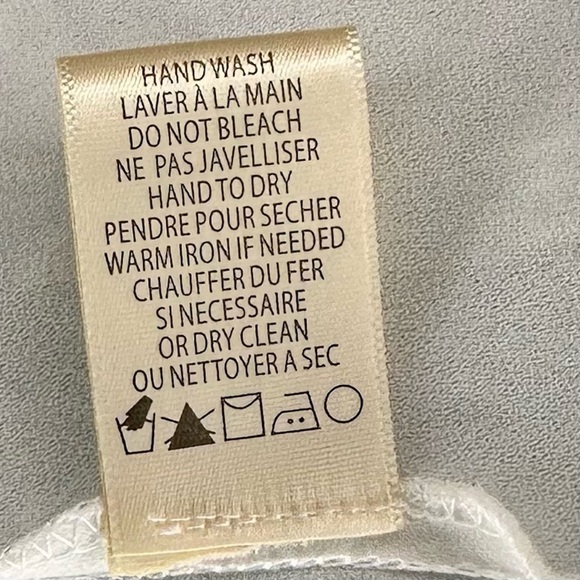 HAND WASH
LAVER À LA MAIN
DO NOT BLEACH
NE PAS JAVELLISER
HAND TO DRY
PENDRE POUR SECHER
WARM IRON IF NEEDED
CHAUFFER DU FER
SI NECESSAIRE
OR DRY CLEAN
OU NETTOYER A SEC